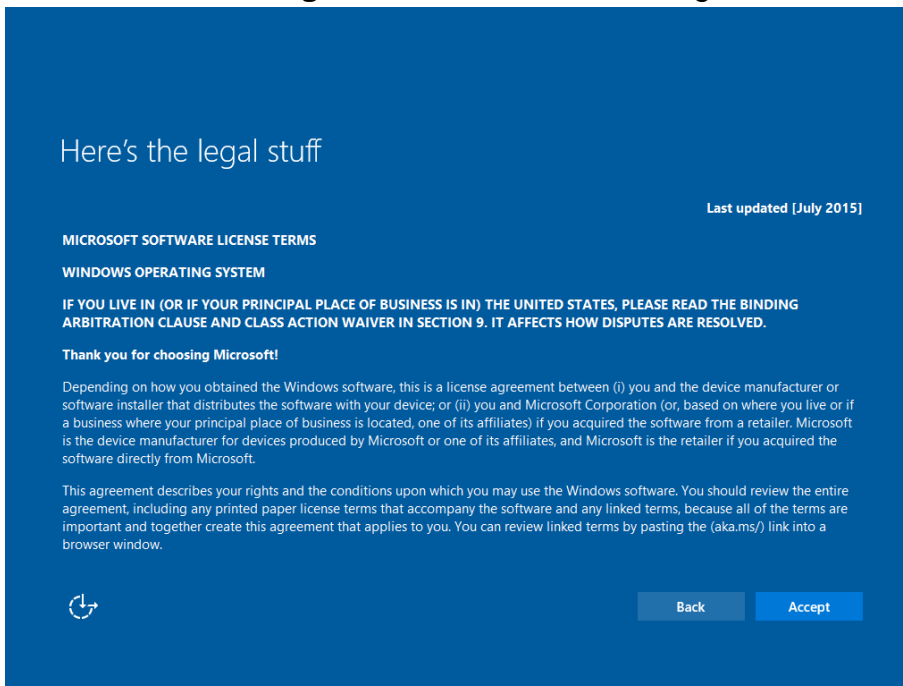 Here's the legal stuff
Last updated [July 2015]
MICROSOFT SOFTWARE LICENSE TERMS
WINDOWS OPERATING SYSTEM
IF YOU LIVE IN (OR IF YOUR PRINCIPAL PLACE OF BUSINESS IS IN) THE UNITED STATES, PLEASE READ THE BINDING
ARBITRATION CLAUSE AND CLASS ACTION WAIVER IN SECTION 9. IT AFFECTS HOW DISPUTES ARE RESOLVED.
Thank you for choosing Microsoft!
Depending on how you obtained the Windows software, this is a license agreement between (i) you and the device manufacturer or
software installer that distributes the software with your device; or (ii) you and Microsoft Corporation (or, based on where you live or if
a business where your principal place of business is located, one of its affiliates) if you acquired the software from a retailer. Microsoft
is the device manufacturer for devices produced by Microsoft or one of its affiliates, and Microsoft is the retailer if you acquired the
software directly from Microsoft.
This agreement describes your rights and the conditions upon which you may use the Windows software. You should review the entire
agreement, including any printed paper license terms that accompany the software and any linked terms, because all of the terms are
important and together create this agreement that applies to you. You can review linked terms by pasting the (aka.ms/) link into a
browser window.
Back
Accept